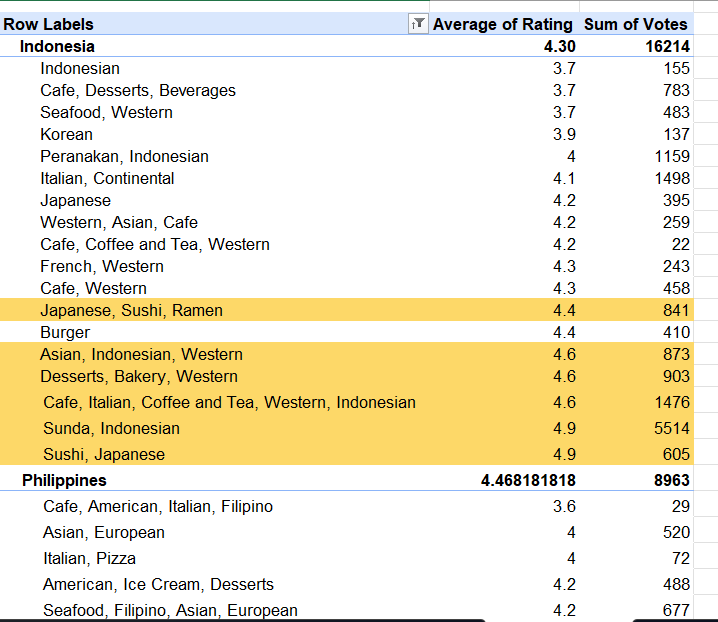 Row Labels Average of Rating Sum of Votes
Indonesia 4.30 16214
Indonesian 3.7 155
Cafe, Desserts, Beverages 3.7 783
Seafood, Western 3.7 483
Korean 3.9 137
Peranakan, Indonesian 4 1159
Italian, Continental 4.1 1498
Japanese 4.2 395
Western, Asian, Cafe 4.2 259
Cafe, Coffee and Tea, Western 4.2 22
French, Western 4.3 243
Cafe, Western 4.3 458
Japanese, Sushi, Ramen 4.4 841
Burger 4.4 410
Asian, Indonesian, Western 4.6 873
Desserts, Bakery, Western 4.6 903
Cafe, Italian, Coffee and Tea, Western, Indonesian 4.6 1476
Sunda, Indonesian 4.9 5514
Sushi, Japanese 4.9 605
Philippines 4.468181818 8963
Cafe, American, Italian, Filipino 3.6 29
Asian, European 4 520
Italian, Pizza 4 72
American, Ice Cream, Desserts 4.2 488
Seafood, Filipino, Asian, European 4.2 677